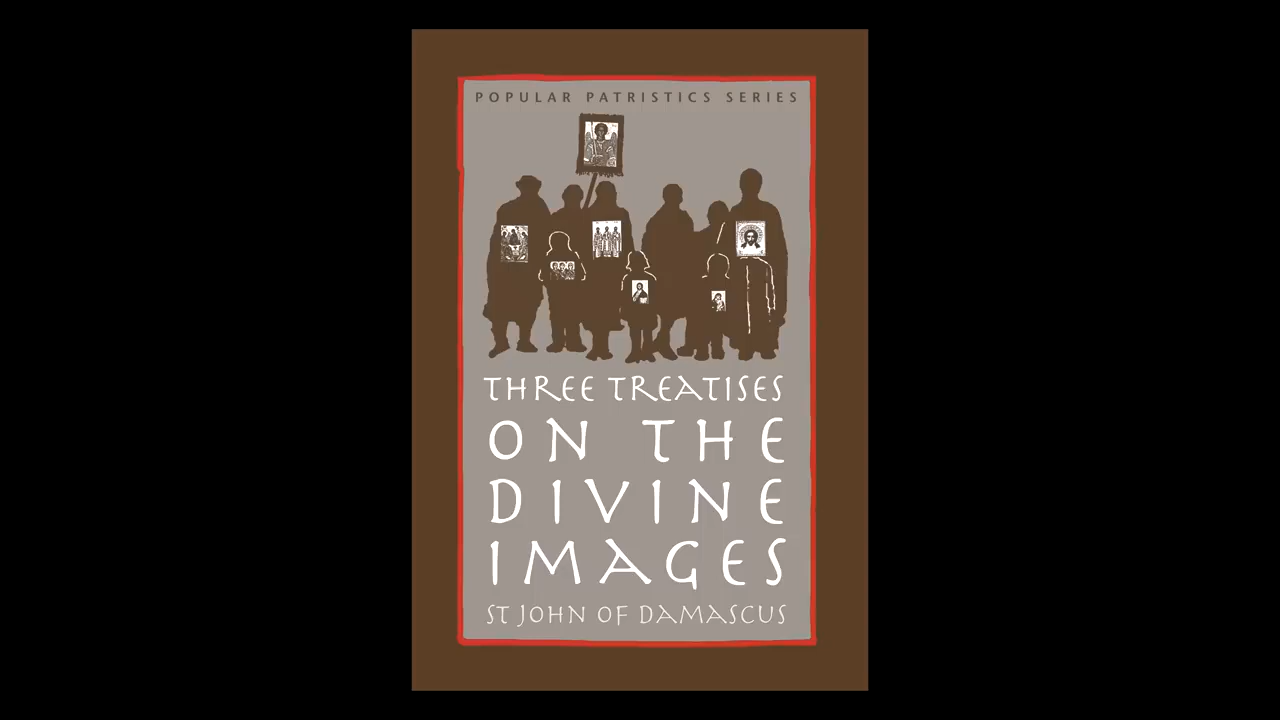 POPULAR PATRISTICS SERIES
THREE TREATISES
ON THE
DIVINE
IMAGES
ST JOHN OF DAMASCUS